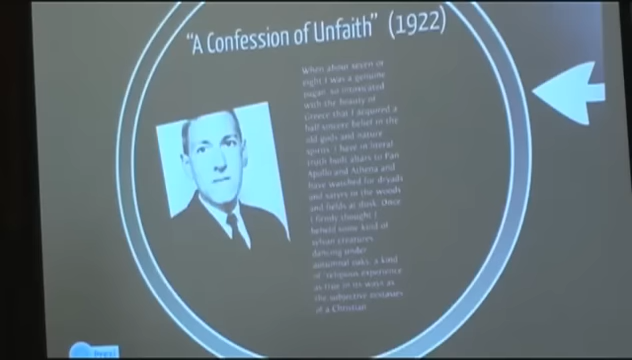 "A Confession of Unfaith" (1922)
When about seven or
eight I was a genuine
pagan, so intoxicated
with the beauty of
Greece that I acquired a
half-sincere belief in the
old gods and nature
spirits. I have in literal
truth built altars to Pan,
Apollo and Athena and
have watched for dryads
and satyrs in the woods
and fields at dusk. Once
I firmly thought I
beheld some kind of
sylvan creatures
dancing under
autumnal oaks; a kind
of "religious experience"
as true in its ways as
the subjective ecstasies
of a Christian.
Prezi